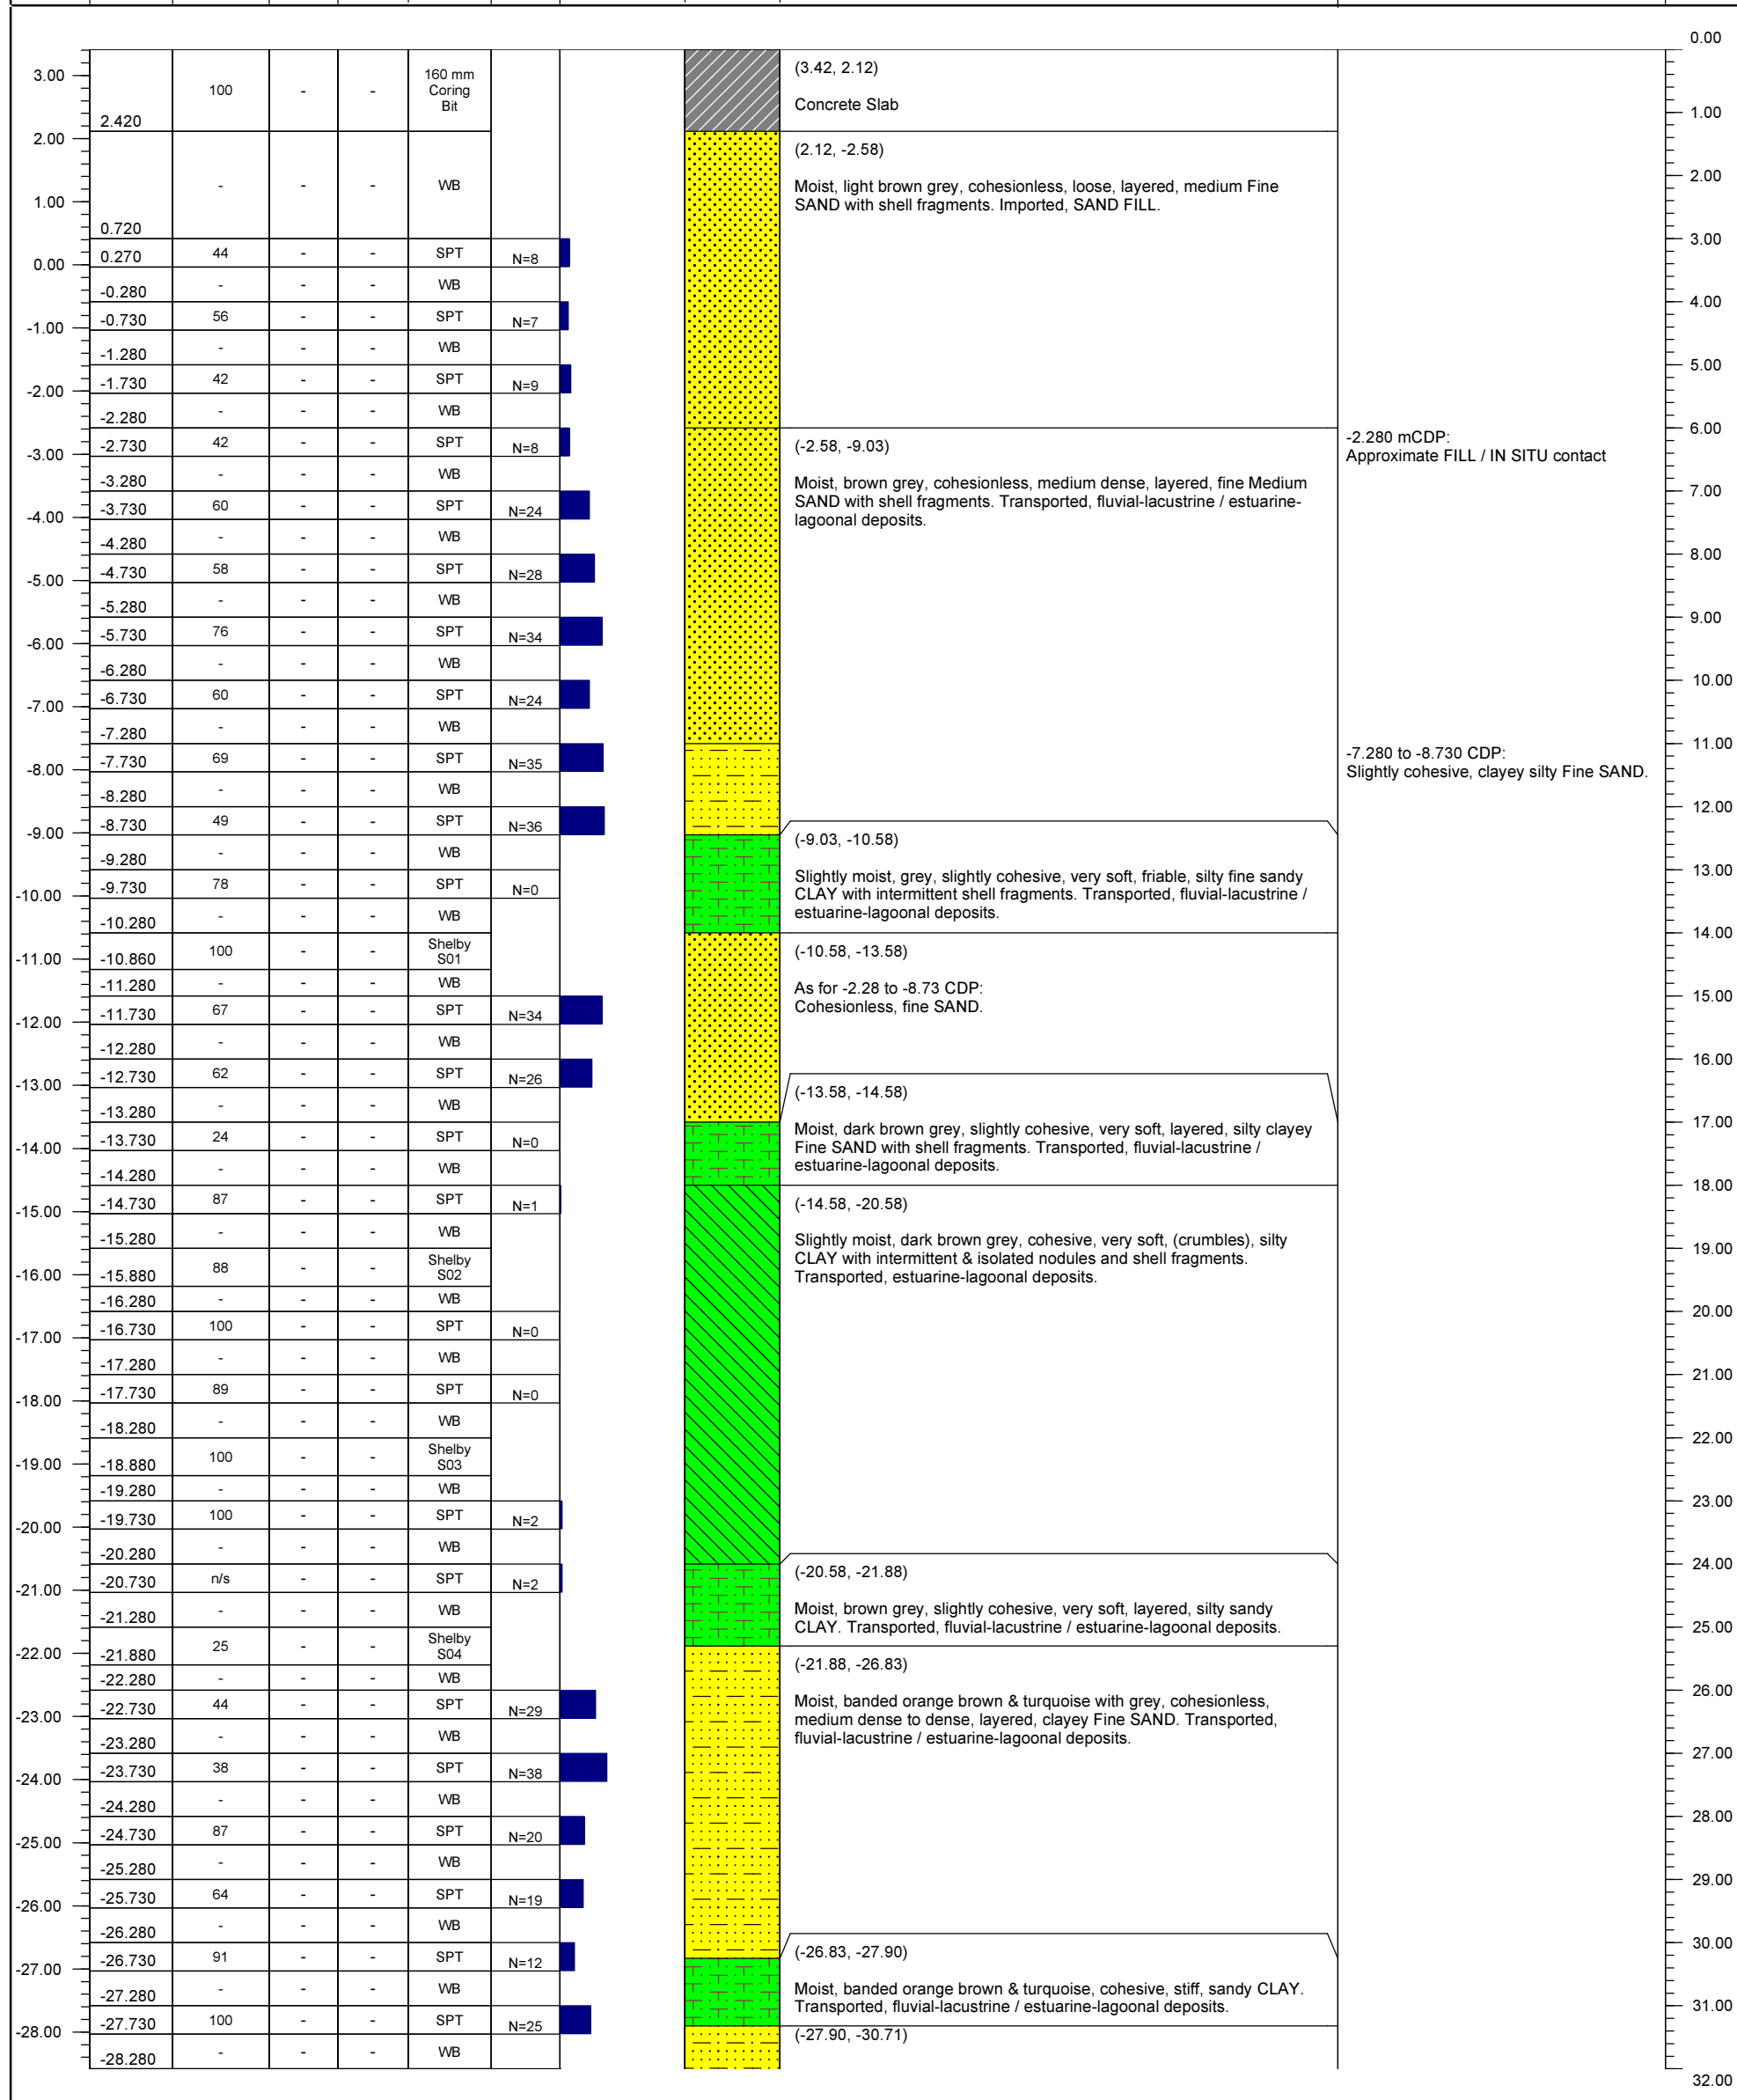 0.00
3.00
2.420 100 - - 160 mm Coring Bit
(3.42, 2.12)
Concrete Slab
1.00
2.00
(2.12, -2.58)
Moist, light brown grey, cohesionless, loose, layered, medium Fine
SAND with shell fragments. Imported, SAND FILL.
0.720 - - - WB
2.00
1.00
3.00
0.270 44 - - SPT N=8
0.00
-0.280 - - - WB
4.00
-0.730 56 - - SPT N=7
-1.00
-1.280 - - - WB
5.00
-1.730 42 - - SPT N=9
-2.00
-2.280 - - - WB
6.00
-2.730 42 - - SPT N=8
(-2.58, -9.03)
Moist, brown grey, cohesionless, medium dense, layered, fine Medium
SAND with shell fragments. Transported, fluvial-lacustrine / estuarine-
lagoonal deposits.
-2.280 mCDP:
Approximate FILL / IN SITU contact
-3.00
-3.280 - - - WB
7.00
-3.730 60 - - SPT N=24
-4.00
-4.280 - - - WB
8.00
-4.730 58 - - SPT N=28
-5.00
-5.280 - - - WB
9.00
-5.730 76 - - SPT N=34
-6.00
-6.280 - - - WB
10.00
-6.730 60 - - SPT N=24
-7.00
-7.280 - - - WB
11.00
-7.730 69 - - SPT N=35
-7.280 to -8.730 CDP:
Slightly cohesive, clayey silty Fine SAND.
-8.00
-8.280 - - - WB
12.00
-8.730 49 - - SPT N=36
-9.00
(-9.03, -10.58)
Slightly moist, grey, slightly cohesive, very soft, friable, silty fine sandy
CLAY with intermittent shell fragments. Transported, fluvial-lacustrine /
estuarine-lagoonal deposits.
-9.280 - - - WB
13.00
-9.730 78 - - SPT N=0
-10.00
-10.280 - - - WB
14.00
-10.860 100 - - Shelby S01
(-10.58, -13.58)
As for -2.28 to -8.73 CDP:
Cohesionless, fine SAND.
-11.00
-11.280 - - - WB
15.00
-11.730 67 - - SPT N=34
-12.00
-12.280 - - - WB
16.00
-12.730 62 - - SPT N=26
-13.00
-13.280 - - - WB
17.00
(-13.58, -14.58)
Moist, dark brown grey, slightly cohesive, very soft, layered, silty clayey
Fine SAND with shell fragments. Transported, fluvial-lacustrine /
estuarine-lagoonal deposits.
-13.730 24 - - SPT N=0
-14.00
-14.280 - - - WB
18.00
-14.730 87 - - SPT N=1
(-14.58, -20.58)
Slightly moist, dark brown grey, cohesive, very soft, (crumbles), silty
CLAY with intermittent & isolated nodules and shell fragments.
Transported, estuarine-lagoonal deposits.
-15.00
-15.280 - - - WB
19.00
-15.880 88 - - Shelby S02
-16.00
-16.280 - - - WB
20.00
-16.730 100 - - SPT N=0
-17.00
-17.280 - - - WB
21.00
-17.730 89 - - SPT N=0
-18.00
-18.280 - - - WB
22.00
-18.880 100 - - Shelby S03
-19.00
-19.280 - - - WB
23.00
-19.730 100 - - SPT N=2
-20.00
-20.280 - - - WB
24.00
-20.730 n/s - - SPT N=2
(-20.58, -21.88)
Moist, brown grey, slightly cohesive, very soft, layered, silty sandy
CLAY. Transported, fluvial-lacustrine / estuarine-lagoonal deposits.
-21.00
-21.280 - - - WB
25.00
-21.880 25 - - Shelby S04
-22.00
(-21.88, -26.83)
Moist, banded orange brown & turquoise with grey, cohesionless,
medium dense to dense, layered, clayey Fine SAND. Transported,
fluvial-lacustrine / estuarine-lagoonal deposits.
-22.280 - - - WB
26.00
-22.730 44 - - SPT N=29
-23.00
-23.280 - - - WB
27.00
-23.730 38 - - SPT N=38
-24.00
-24.280 - - - WB
28.00
-24.730 87 - - SPT N=20
-25.00
-25.280 - - - WB
29.00
-25.730 64 - - SPT N=19
-26.00
-26.280 - - - WB
30.00
-26.730 91 - - SPT N=12
-27.00
(-26.83, -27.90)
Moist, banded orange brown & turquoise, cohesive, stiff, sandy CLAY.
Transported, fluvial-lacustrine / estuarine-lagoonal deposits.
-27.280 - - - WB
31.00
-27.730 100 - - SPT N=25
-28.00
(-27.90, -30.71)
-28.280 - - - WB
32.00